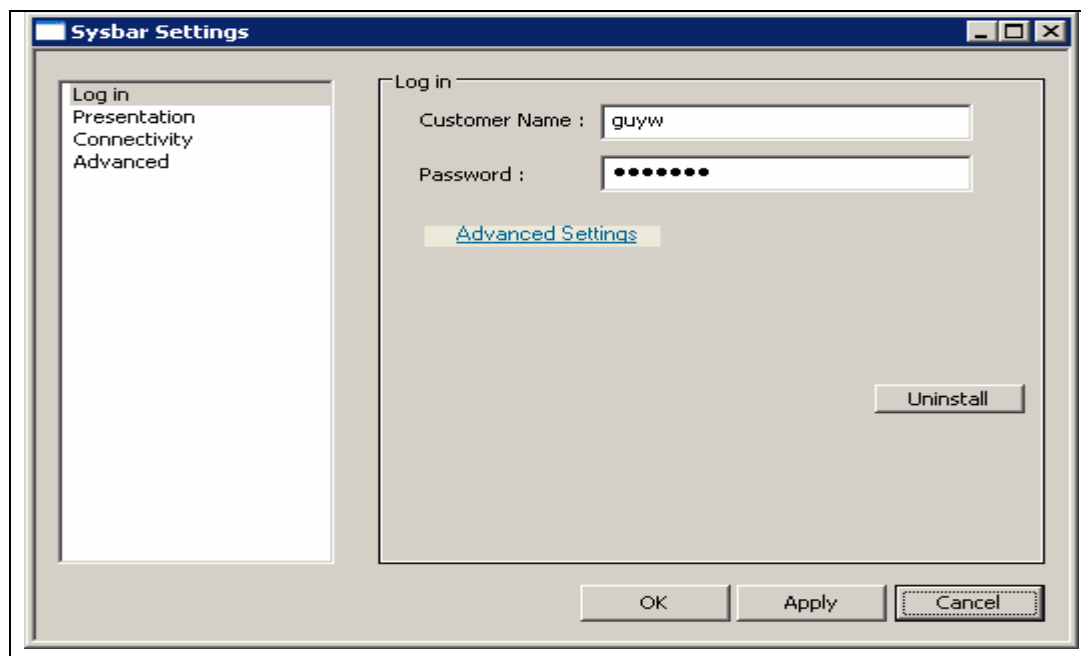 Sysbar Settings
Log in
Presentation
Connectivity
Advanced
Log in
Customer Name : guyw
Password : •••••••
Advanced Settings
Uninstall
OK Apply Cancel